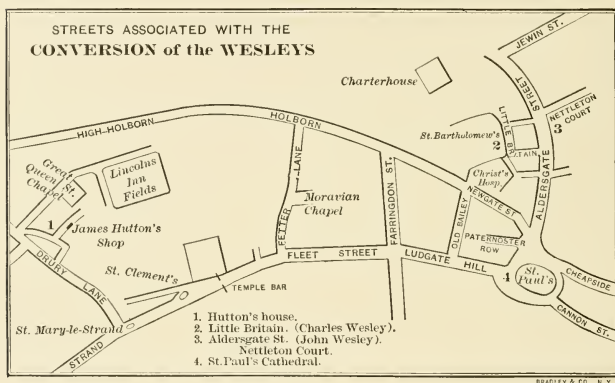 STREETS ASSOCIATED WITH THE
CONVERSION of the WESLEYS
JEWIN ST.
Charterhouse
STREET
NETTLETON
COURT
3
HIGH-HOLBORN
HOLBORN
St. Bartholomew's
2
LITTLE BRITAIN
Great
Queen St.
Chapel
Lincolns
Inn
Fields
Christ's
Hosp.
ALDERSGATE
NEWGATE ST
FETTER LANE
Moravian
Chapel
FARRINGDON ST.
OLD BAILEY
PATERNOSTER
ROW
1
James Hutton's
Shop
DRURY LANE
St. Clement's
FLEET STREET
LUDGATE HILL
4
St.
Paul's
CHEAPSIDE
TEMPLE BAR
CANNON ST.
St. Mary-le-Strand
STRAND
1. Hutton's house.
2. Little Britain. (Charles Wesley).
3. Aldersgate St. (John Wesley).
Nettleton Court.
4. St.Paul's Cathedral.
BRADLEY & CO. N.Y.